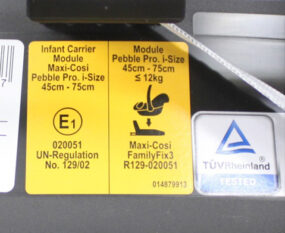 Infant Carrier
Module
Maxi-Cosi
Pebble Pro. i-Size
45cm - 75cm
E1
020051
UN-Regulation
No. 129/02
Module
Pebble Pro. i-Size
45cm - 75cm
≤ 12kg
Maxi-Cosi
FamilyFix3
R129-020051
014879913
TÜVRheinland
TESTED